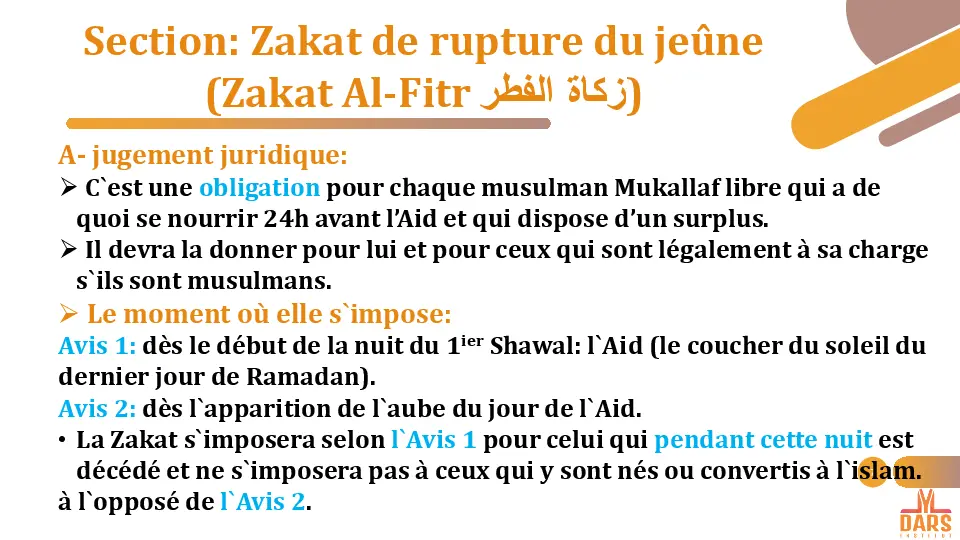 Section: Zakat de rupture du jeûne
(Zakat Al-Fitr زكاة الفطر)
A- jugement juridique:
➢ C`est une obligation pour chaque musulman Mukallaf libre qui a de
quoi se nourrir 24h avant l’Aid et qui dispose d’un surplus.
➢ Il devra la donner pour lui et pour ceux qui sont légalement à sa charge
s`ils sont musulmans.
➢ Le moment où elle s`impose:
Avis 1: dès le début de la nuit du 1ier Shawal: l`Aid (le coucher du soleil du
dernier jour de Ramadan).
Avis 2: dès l`apparition de l`aube du jour de l`Aid.
• La Zakat s`imposera selon l`Avis 1 pour celui qui pendant cette nuit est
décédé et ne s`imposera pas à ceux qui y sont nés ou convertis à l`islam.
à l`opposé de l`Avis 2.
DARS
INSTITUT